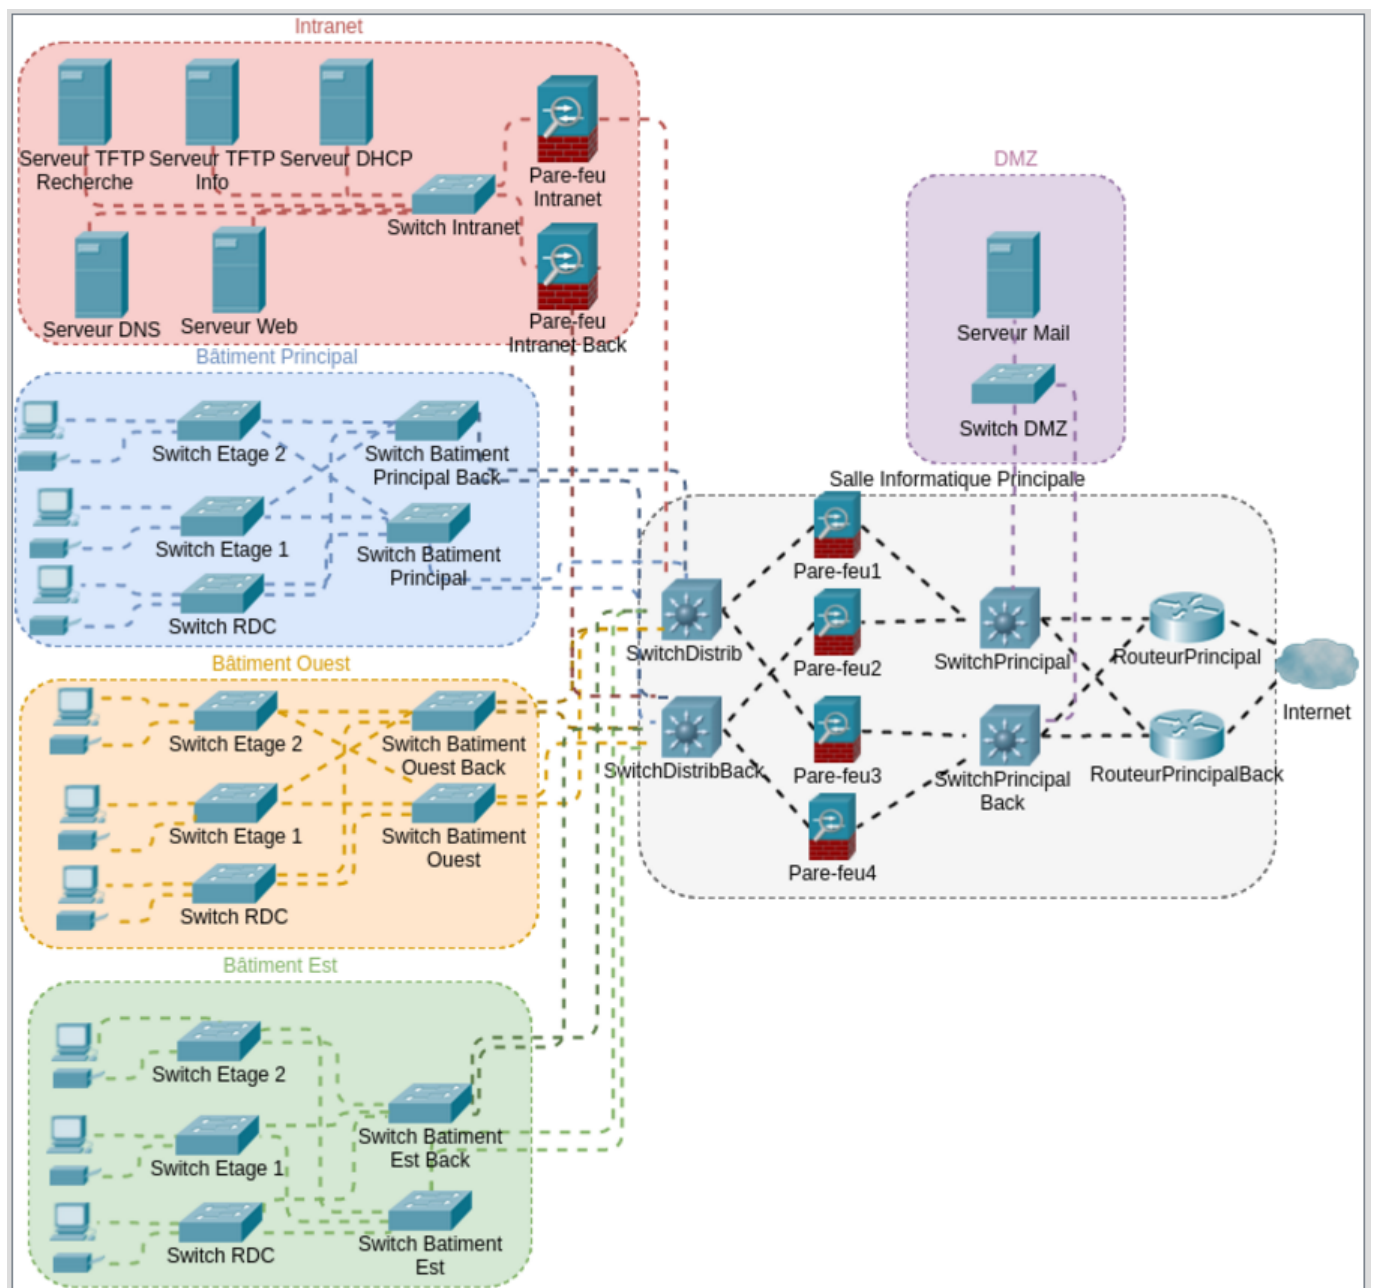 Intranet
Serveur TFTP
Recherche
Serveur TFTP
Info
Serveur DHCP
Pare-feu
Intranet
Switch Intranet
Serveur DNS
Serveur Web
Pare-feu
Intranet Back
DMZ
Serveur Mail
Switch DMZ
Bâtiment Principal
Switch Etage 2
Switch Batiment
Principal Back
Switch Etage 1
Switch Batiment
Principal
Switch RDC
Salle Informatique Principale
Pare-feu1
SwitchDistrib
Pare-feu2
SwitchPrincipal
RouteurPrincipal
Internet
SwitchDistribBack
Pare-feu3
SwitchPrincipal
Back
RouteurPrincipalBack
Pare-feu4
Bâtiment Ouest
Switch Etage 2
Switch Batiment
Ouest Back
Switch Etage 1
Switch Batiment
Ouest
Switch RDC
Bâtiment Est
Switch Etage 2
Switch Batiment
Est Back
Switch Etage 1
Switch RDC
Switch Batiment
Est